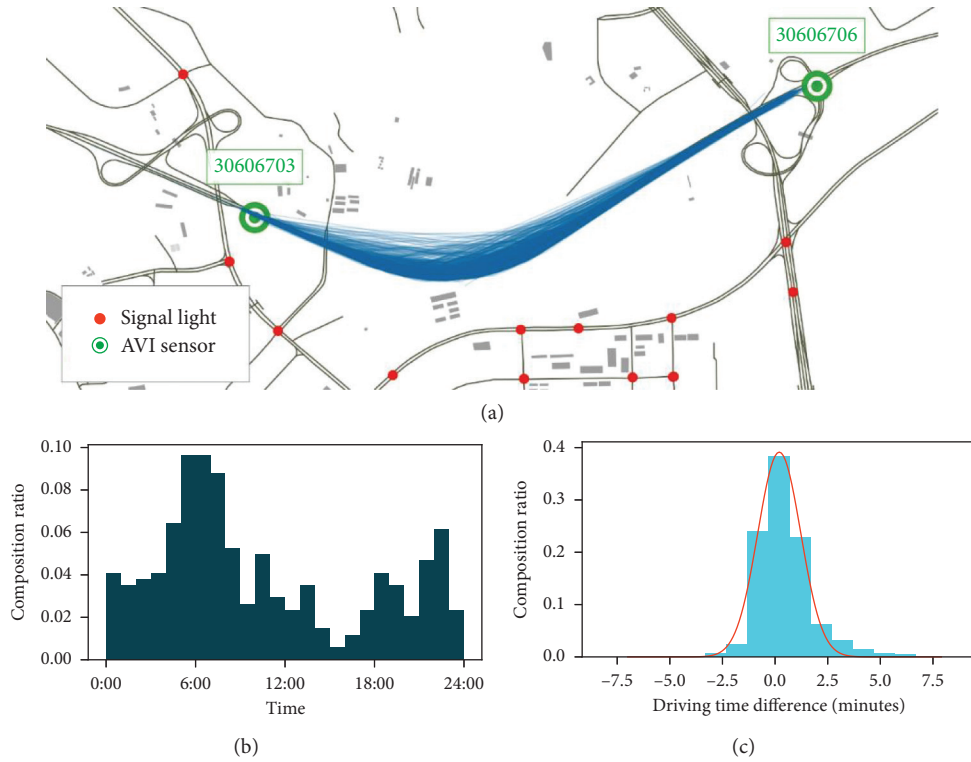 30606706
30606703
Signal light
AVI sensor
(a)
0.10
0.08
0.06
0.04
0.02
0.00
Composition ratio
0:00 6:00 12:00 18:00 24:00
Time
(b)
0.4
0.3
0.2
0.1
0.0
Composition ratio
−7.5 −5.0 −2.5 0.0 2.5 5.0 7.5
Driving time difference (minutes)
(c)